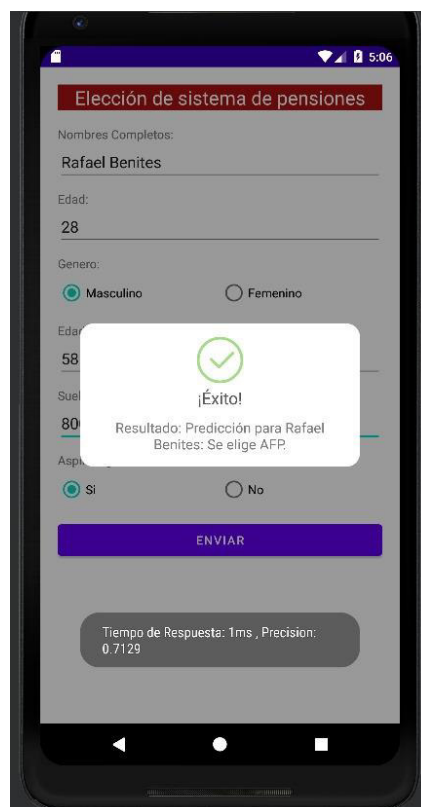 5:06
Elección de sistema de pensiones
Nombres Completos:
Rafael Benites
Edad:
28
Genero:
Masculino
Femenino
58
¡Éxito!
Resultado: Predicción para Rafael
Benites: Se elige AFP.
Si
No
ENVIAR
Tiempo de Respuesta: 1ms , Precision:
0.7129